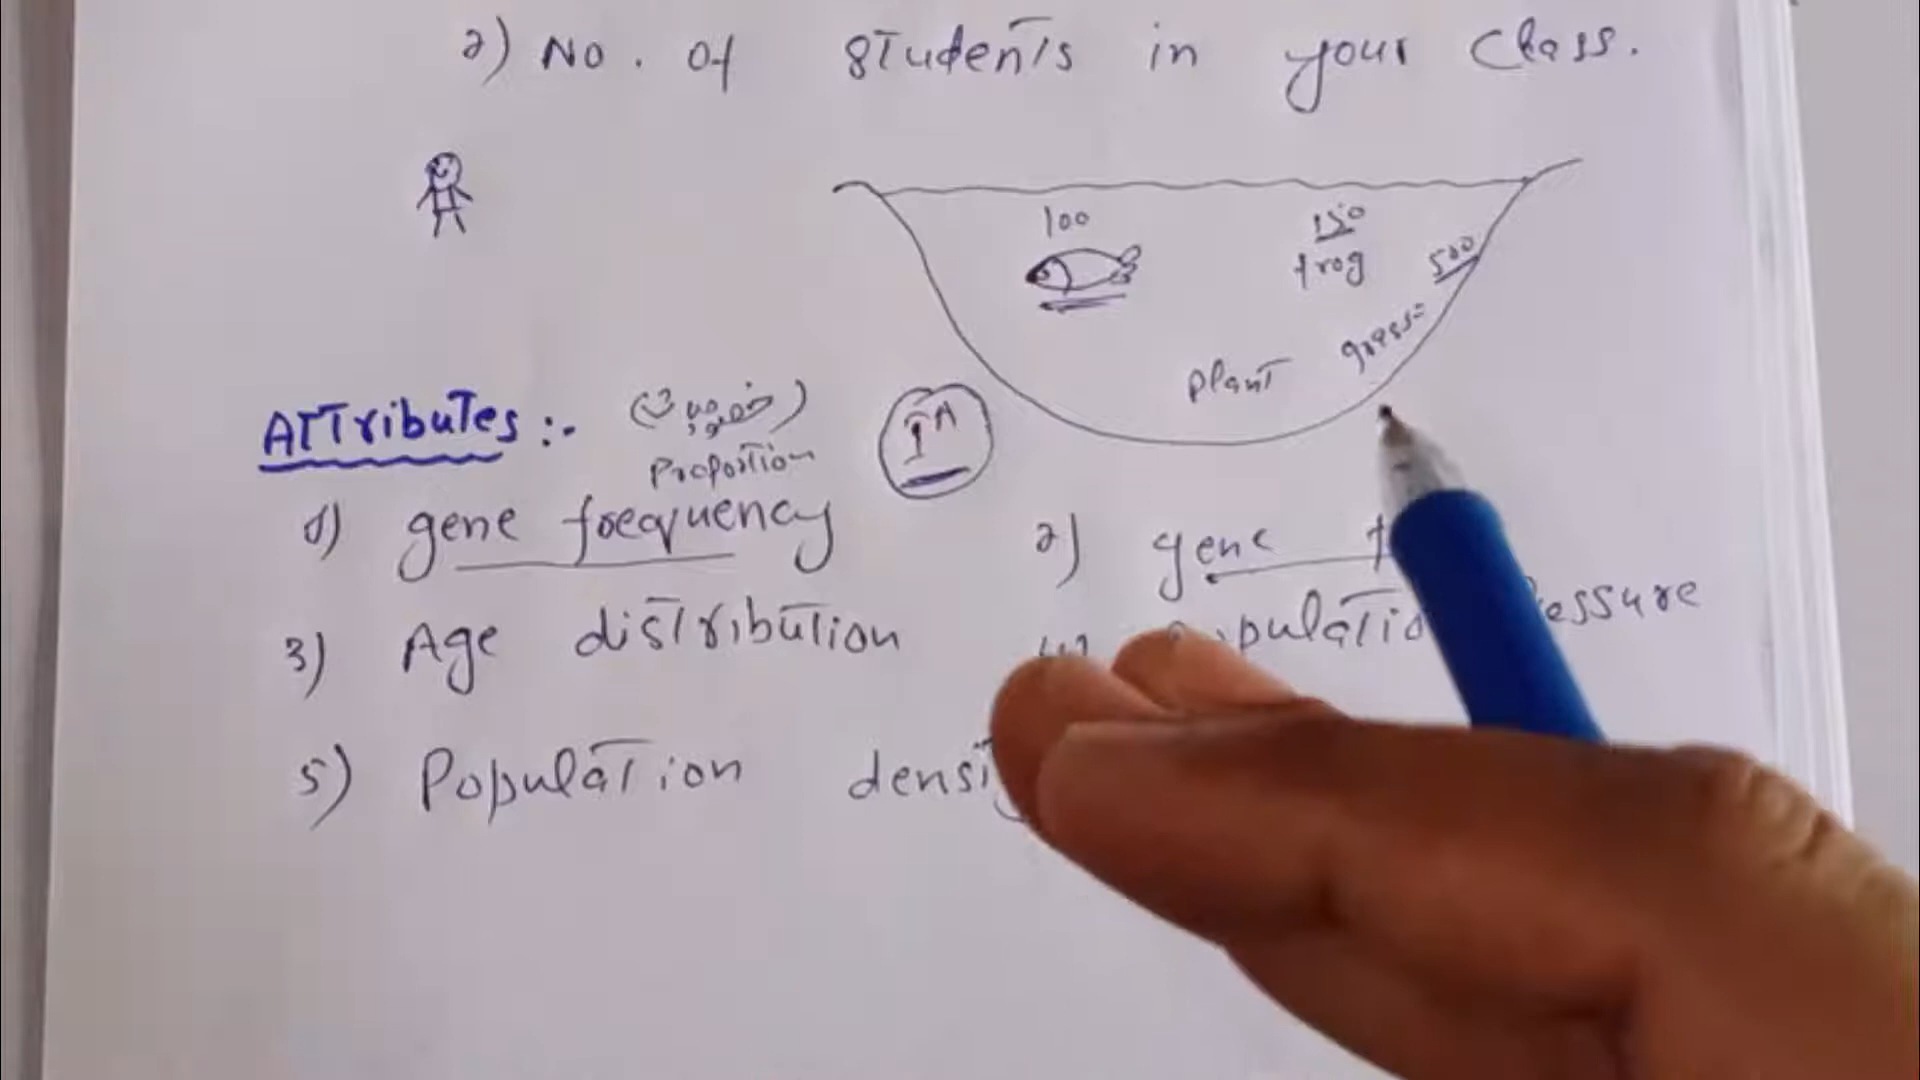 2) No. of students in your class.
100
150
frog
500
grass=
plant
Attributes :-
Proportion
I^A
1) gene frequency
2) gene
3) Age distribution
5) Population